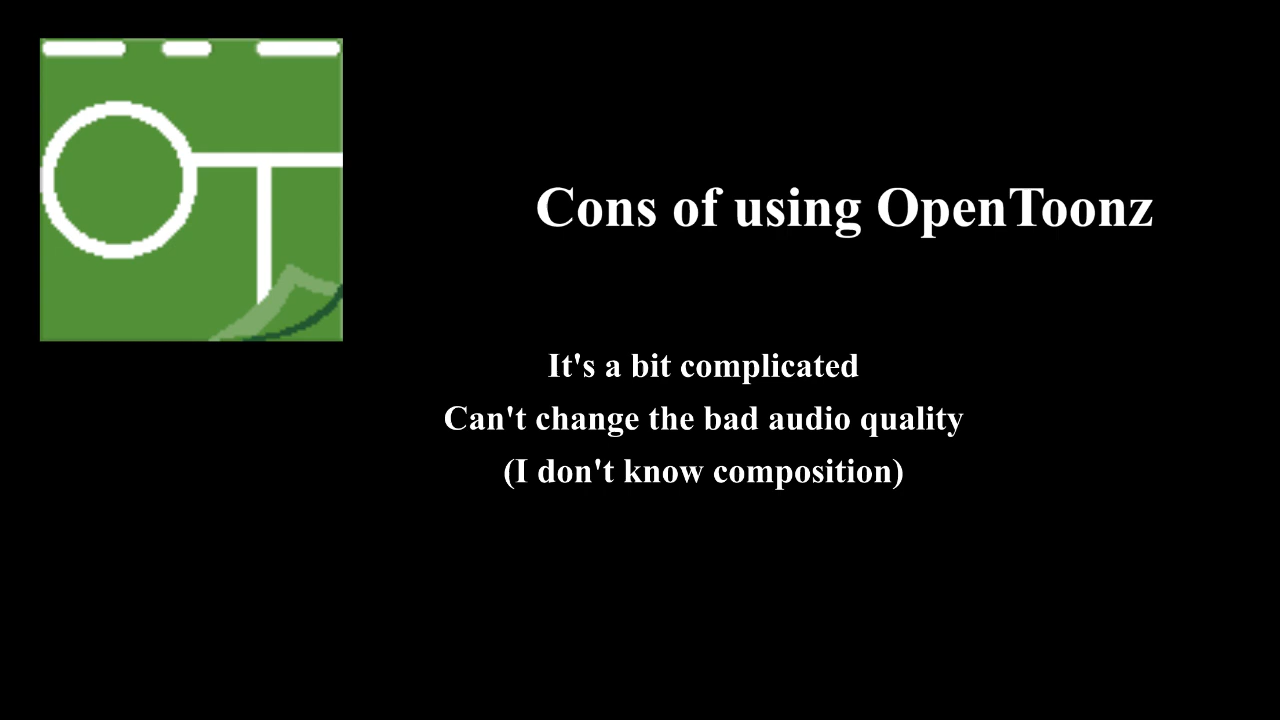 Cons of using OpenToonz
It's a bit complicated
Can't change the bad audio quality
(I don't know composition)